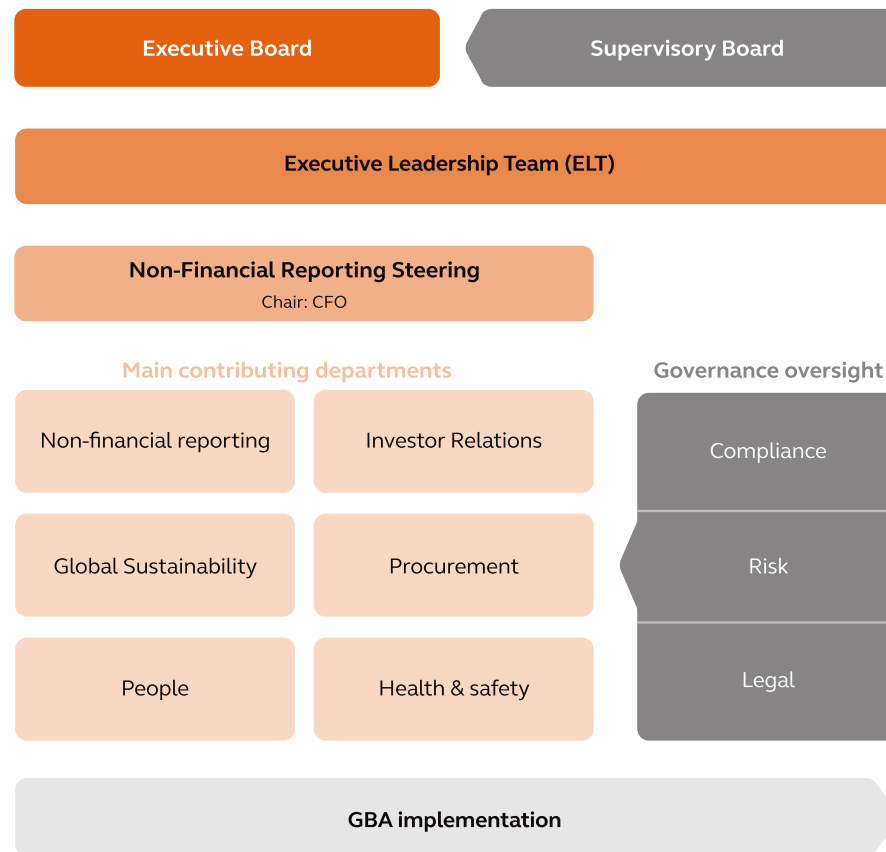 Executive Board
Supervisory Board
Executive Leadership Team (ELT)
Non-Financial Reporting Steering
Chair: CFO
Main contributing departments
Governance oversight
Non-financial reporting
Investor Relations
Compliance
Global Sustainability
Procurement
Risk
People
Health & safety
Legal
GBA implementation